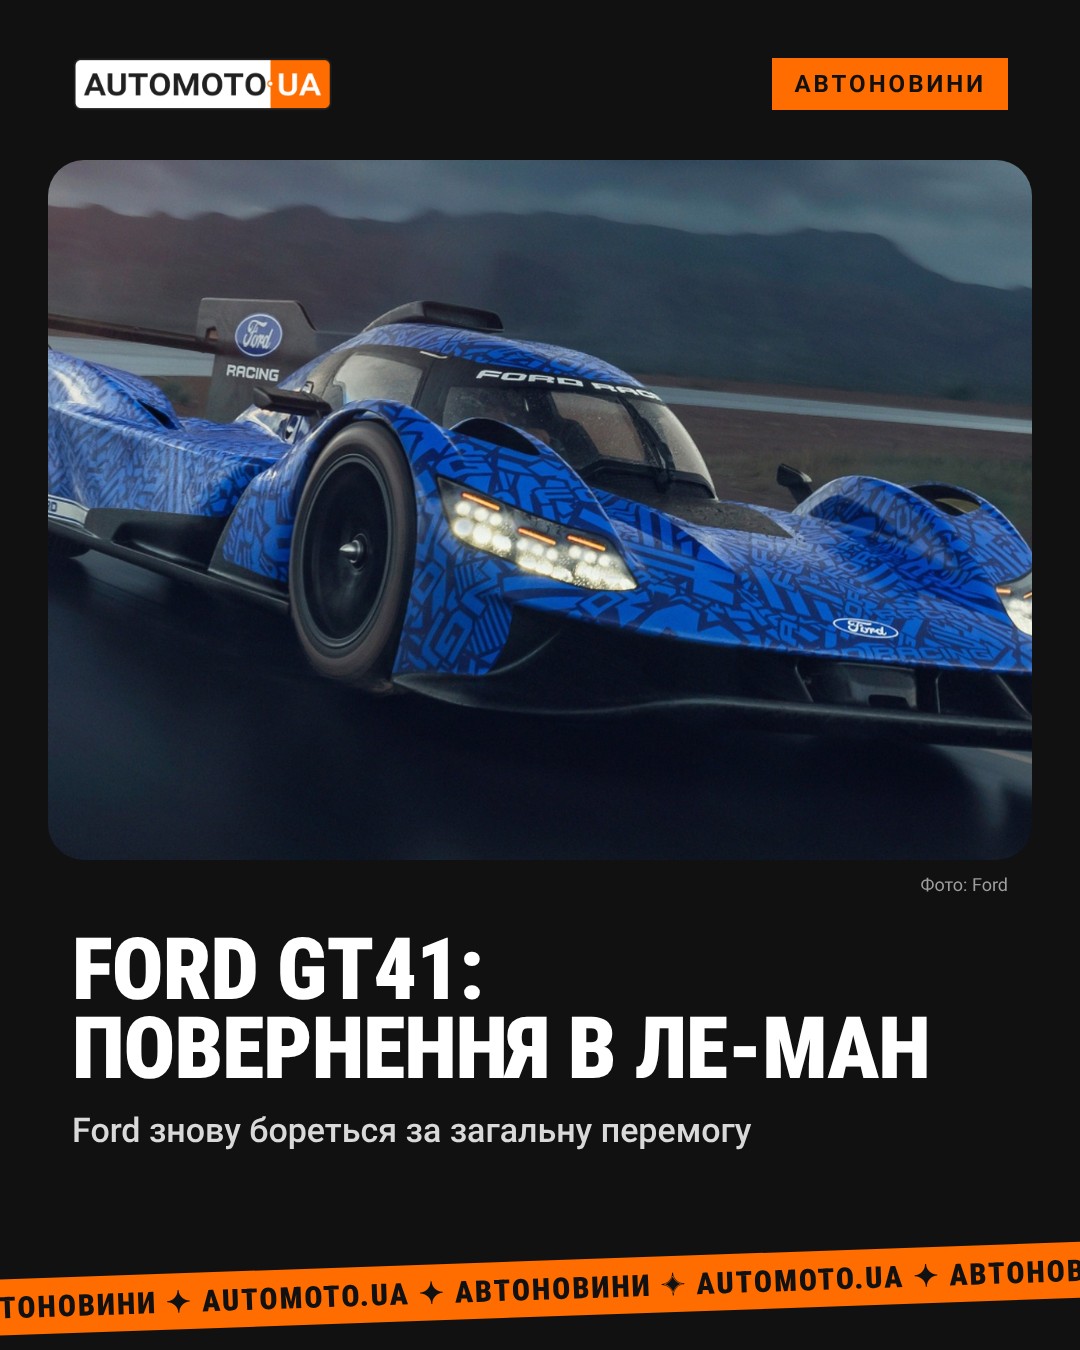 AUTOMOTO UA
АВТОНОВИНИ
Ford
RACING
FORD RAC
Ford
Фото: Ford
FORD GT41:
ПОВЕРНЕННЯ В ЛЕ-МАН
Ford знову бореться за загальну перемогу
ТОНОВИНИ ✦ AUTOMOTO.UA ✦ АВТОНОВИНИ ✦ AUTOMOTO.UA ✦ АВТОНОВ